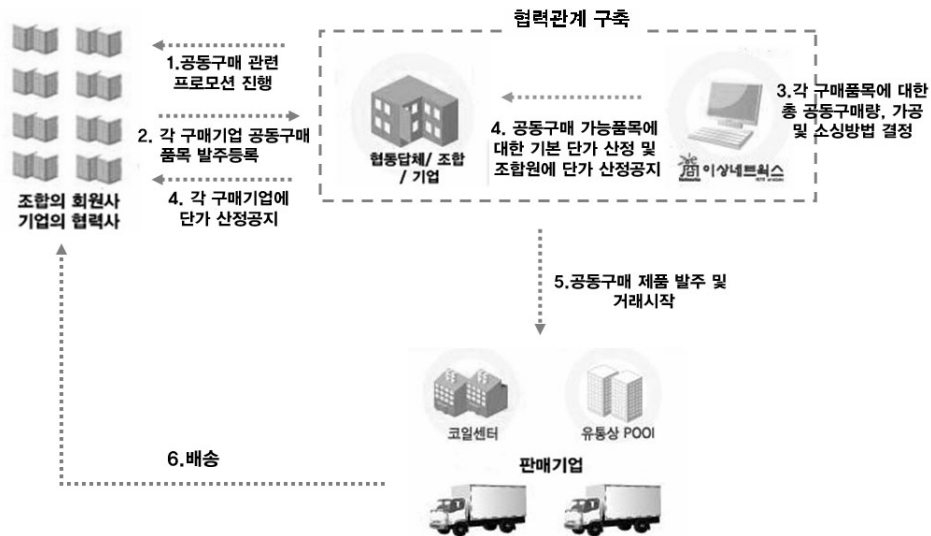 협력관계 구축
1.공동구매 관련
프로모션 진행
2. 각 구매기업 공동구매
품목 발주등록
4. 각 구매기업에
단가 산정공지
조합의 회원사
기업의 협력사
협동답체/ 조합
/ 기업
4. 공동구매 가능품목에
대한 기본 단가 산정 및
조합원에 단가 산정공지
이상네트웍스
3.각 구매품목에 대한
총 공동구매량, 가공
및 소싱방법 결정
5.공동구매 제품 발주 및
거래시작
코일센터
유통상 POOl
판매기업
6.배송